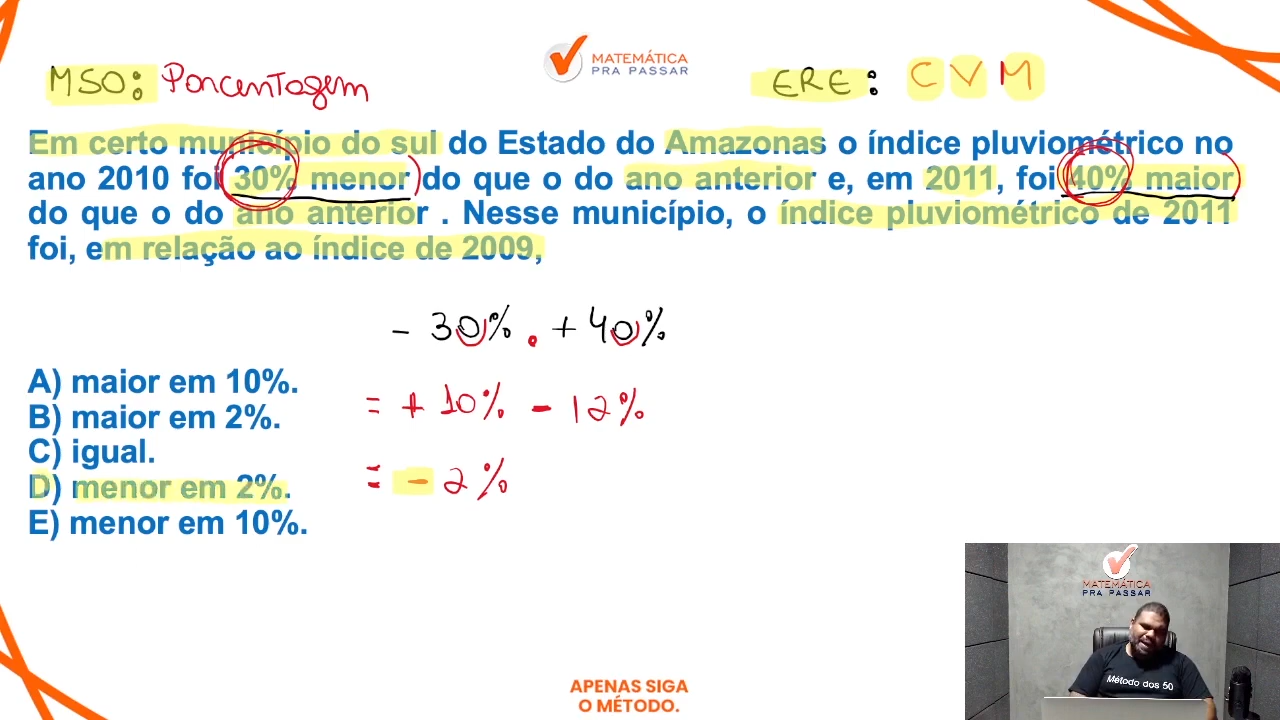 MATEMÁTICA
PRA PASSAR
MSO: Porcentagem
ERE: C V M
Em certo município do sul do Estado do Amazonas o índice pluviométrico no
ano 2010 foi 30% menor do que o do ano anterior e, em 2011, foi 40% maior
do que o do ano anterior . Nesse município, o índice pluviométrico de 2011
foi, em relação ao índice de 2009,
- 30% . + 40%
A) maior em 10%.
= + 10% - 12%
B) maior em 2%.
C) igual.
= - 2%
D) menor em 2%.
E) menor em 10%.
MATEMÁTICA
PRA PASSAR
Método dos 50
APENAS SIGA
O MÉTODO.